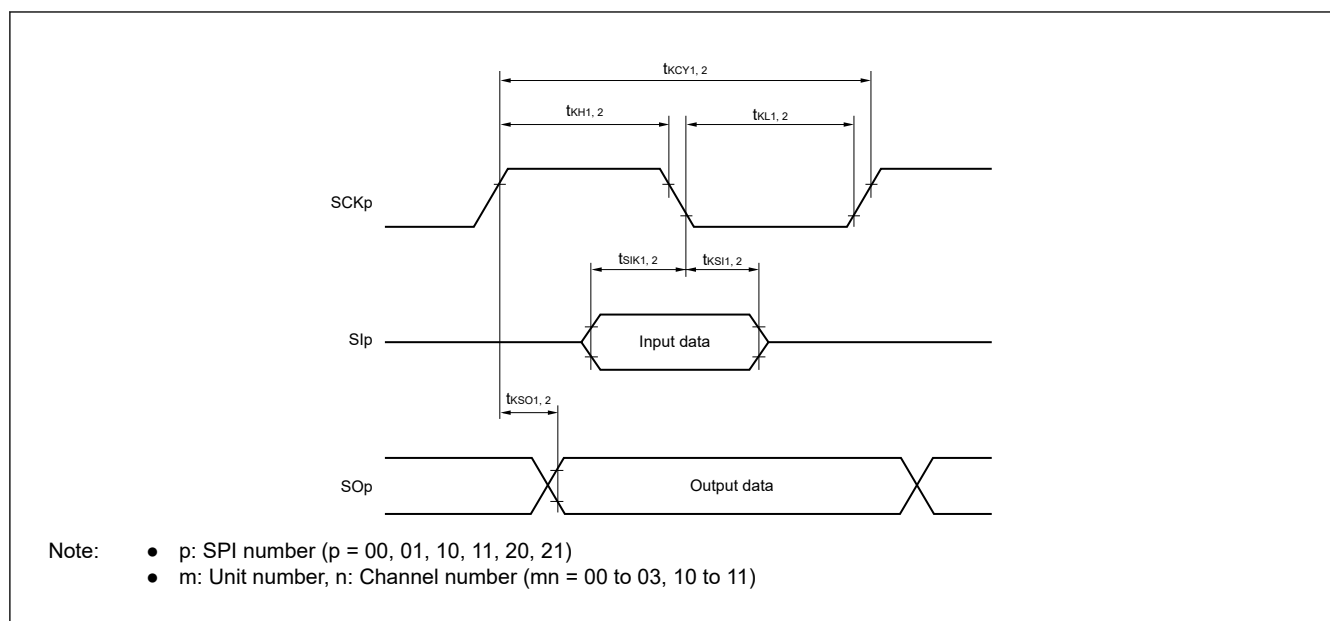 tKCY1, 2
tKH1, 2
tKL1, 2
SCKp
tSIK1, 2
tKSI1, 2
SIp
Input data
tKSO1, 2
SOp
Output data
Note: ● p: SPI number (p = 00, 01, 10, 11, 20, 21)
● m: Unit number, n: Channel number (mn = 00 to 03, 10 to 11)